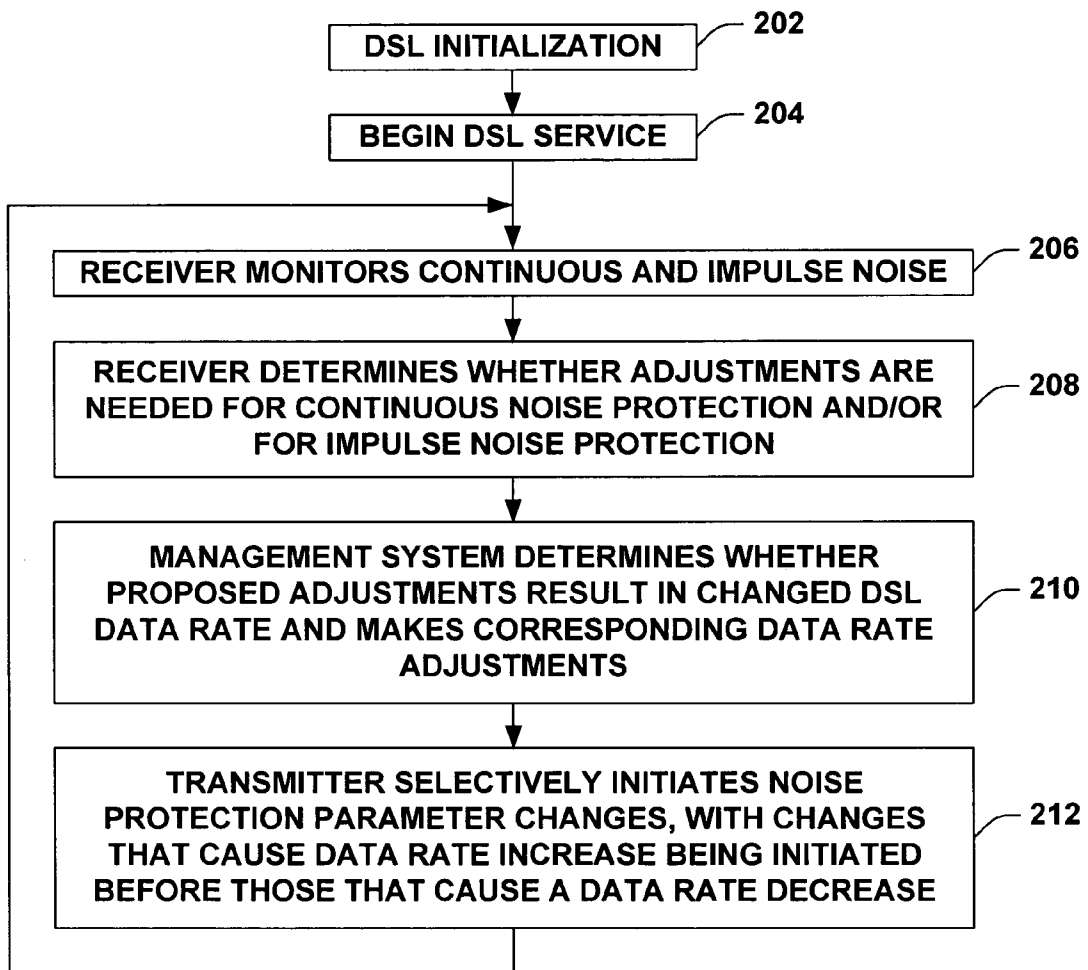 DSL INITIALIZATION
202
BEGIN DSL SERVICE
204
RECEIVER MONITORS CONTINUOUS AND IMPULSE NOISE
206
RECEIVER DETERMINES WHETHER ADJUSTMENTS ARE
NEEDED FOR CONTINUOUS NOISE PROTECTION AND/OR
FOR IMPULSE NOISE PROTECTION
208
MANAGEMENT SYSTEM DETERMINES WHETHER
PROPOSED ADJUSTMENTS RESULT IN CHANGED DSL
DATA RATE AND MAKES CORRESPONDING DATA RATE
ADJUSTMENTS
210
TRANSMITTER SELECTIVELY INITIATES NOISE
PROTECTION PARAMETER CHANGES, WITH CHANGES
THAT CAUSE DATA RATE INCREASE BEING INITIATED
BEFORE THOSE THAT CAUSE A DATA RATE DECREASE
212